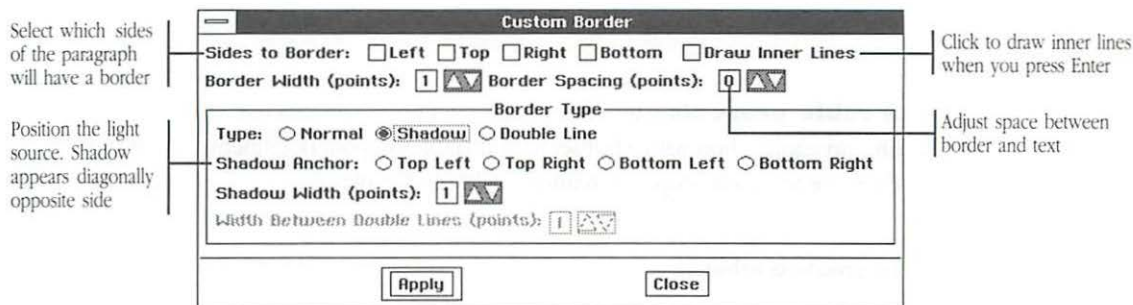 Select which sides
of the paragraph
will have a border
Position the light
source. Shadow
appears diagonally
opposite side
Custom Border
Sides to Border: Left Top Right Bottom Draw Inner Lines
Border Width (points): 1 Border Spacing (points): 0
Border Type
Type: Normal Shadow Double Line
Shadow Anchor: Top Left Top Right Bottom Left Bottom Right
Shadow Width (points): 1
Width Between Double Lines (points): 1
Apply Close
Click to draw inner lines
when you press Enter
Adjust space between
border and text